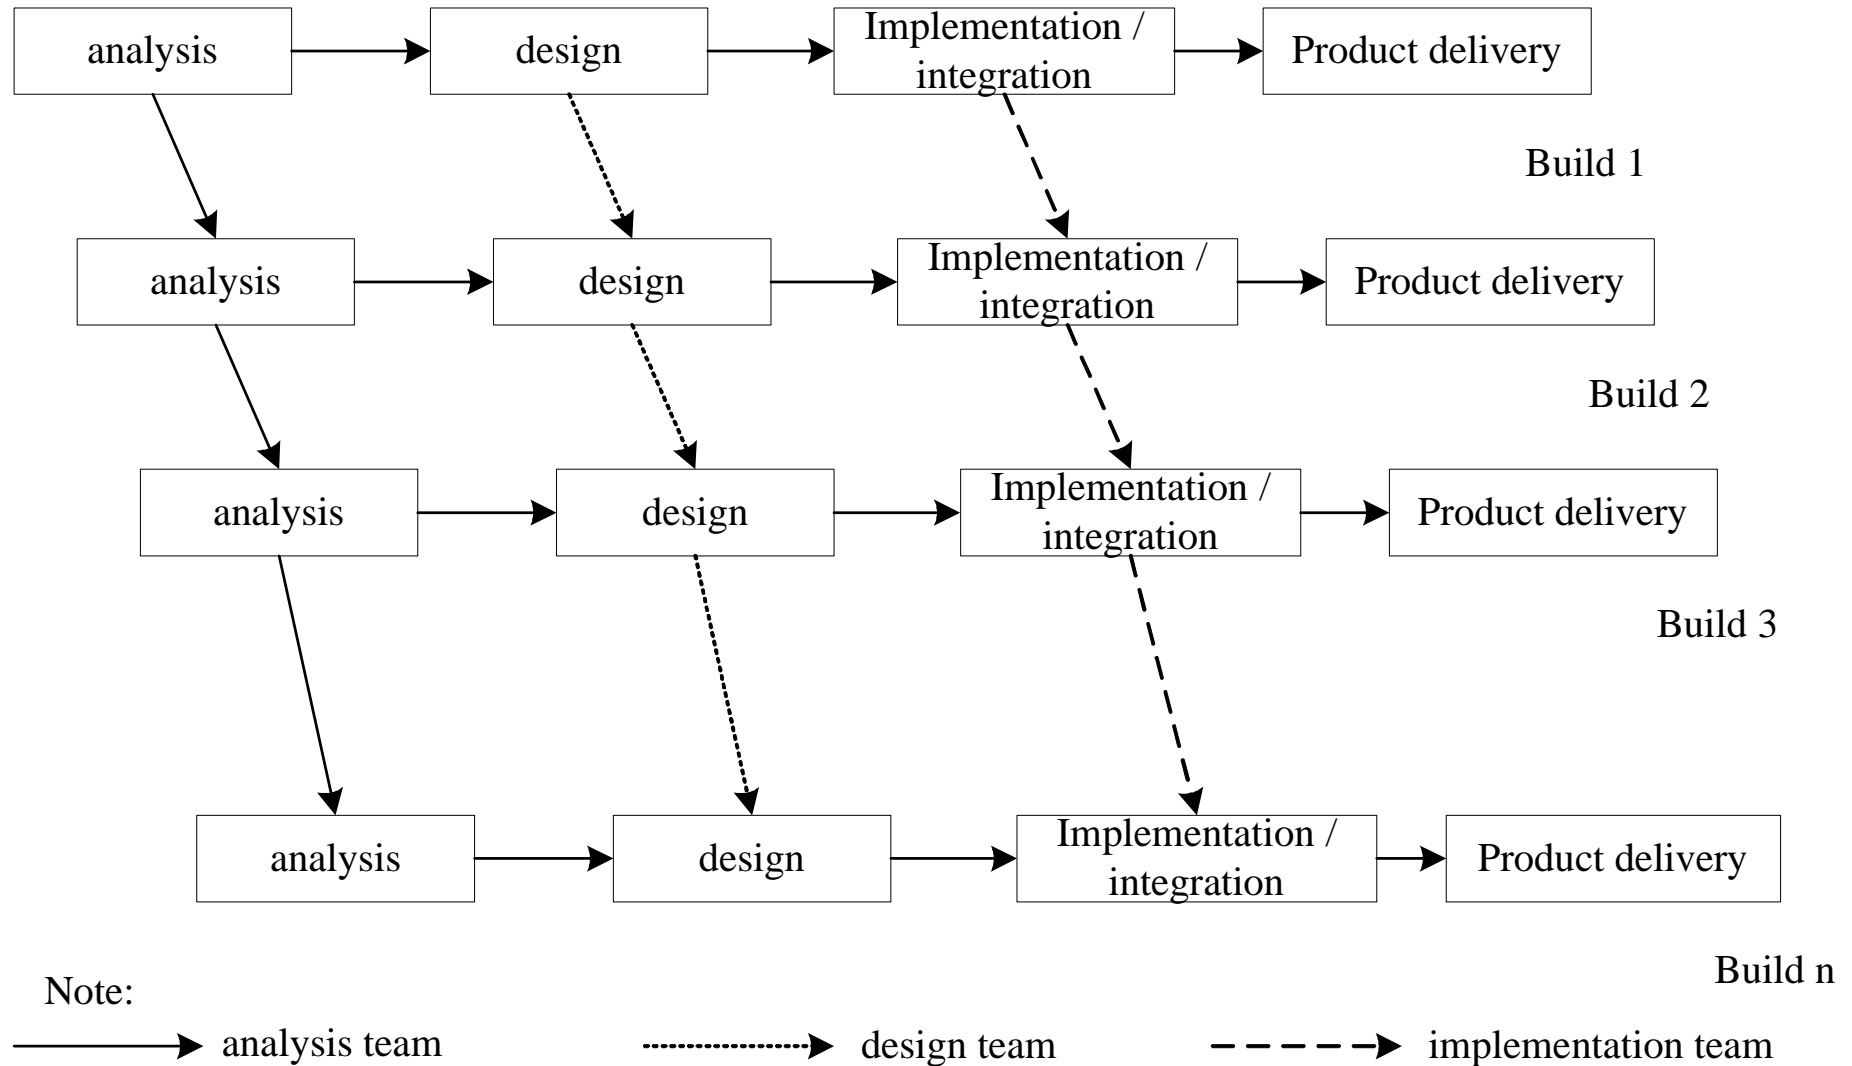 analysis
design
Implementation /
integration
Product delivery
Build 1
analysis
design
Implementation /
integration
Product delivery
Build 2
analysis
design
Implementation /
integration
Product delivery
Build 3
analysis
design
Implementation /
integration
Product delivery
Build n
Note:
analysis team
design team
implementation team